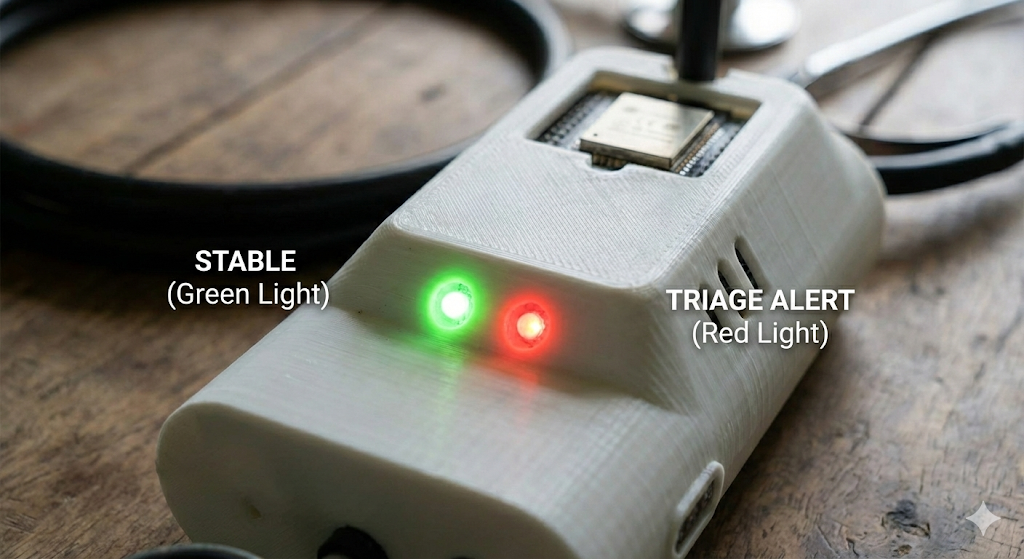 STABLE
(Green Light)
TRIAGE ALERT
(Red Light)